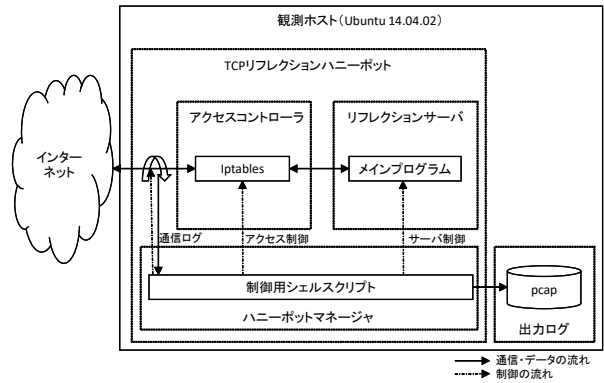 観測ホスト(Ubuntu 14.04.02)
TCPリフレクションハニーポット
アクセスコントローラ
リフレクションサーバ
インター
ネット
Iptables
メインプログラム
通信ログ
アクセス制御
サーバ制御
制御用シェルスクリプト
ハニーポットマネージャ
pcap
出力ログ
通信・データの流れ
制御の流れ